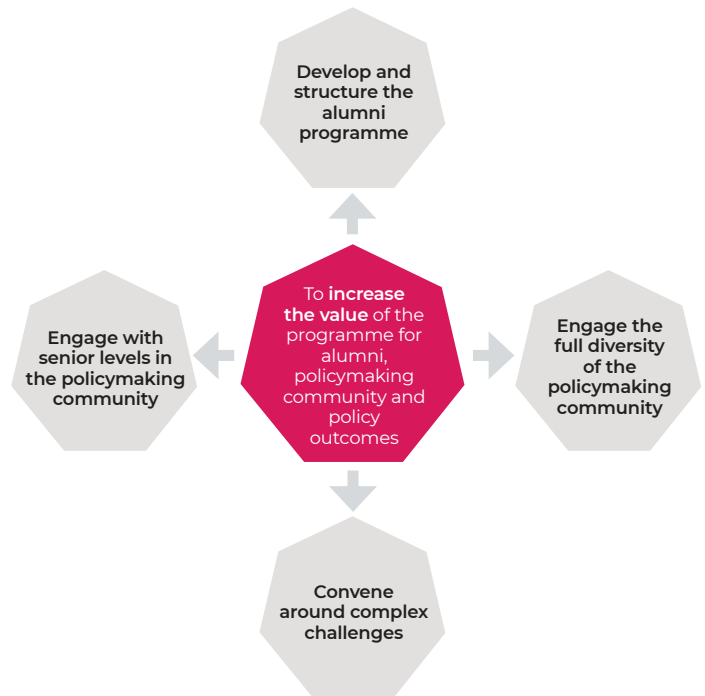 Develop and
structure the
alumni
programme
To increase
the value of the
programme for
alumni,
policymaking
community and
policy
outcomes
Engage with
senior levels in
the policymaking
community
Engage the
full diversity
of the
policymaking
community
Convene
around complex
challenges